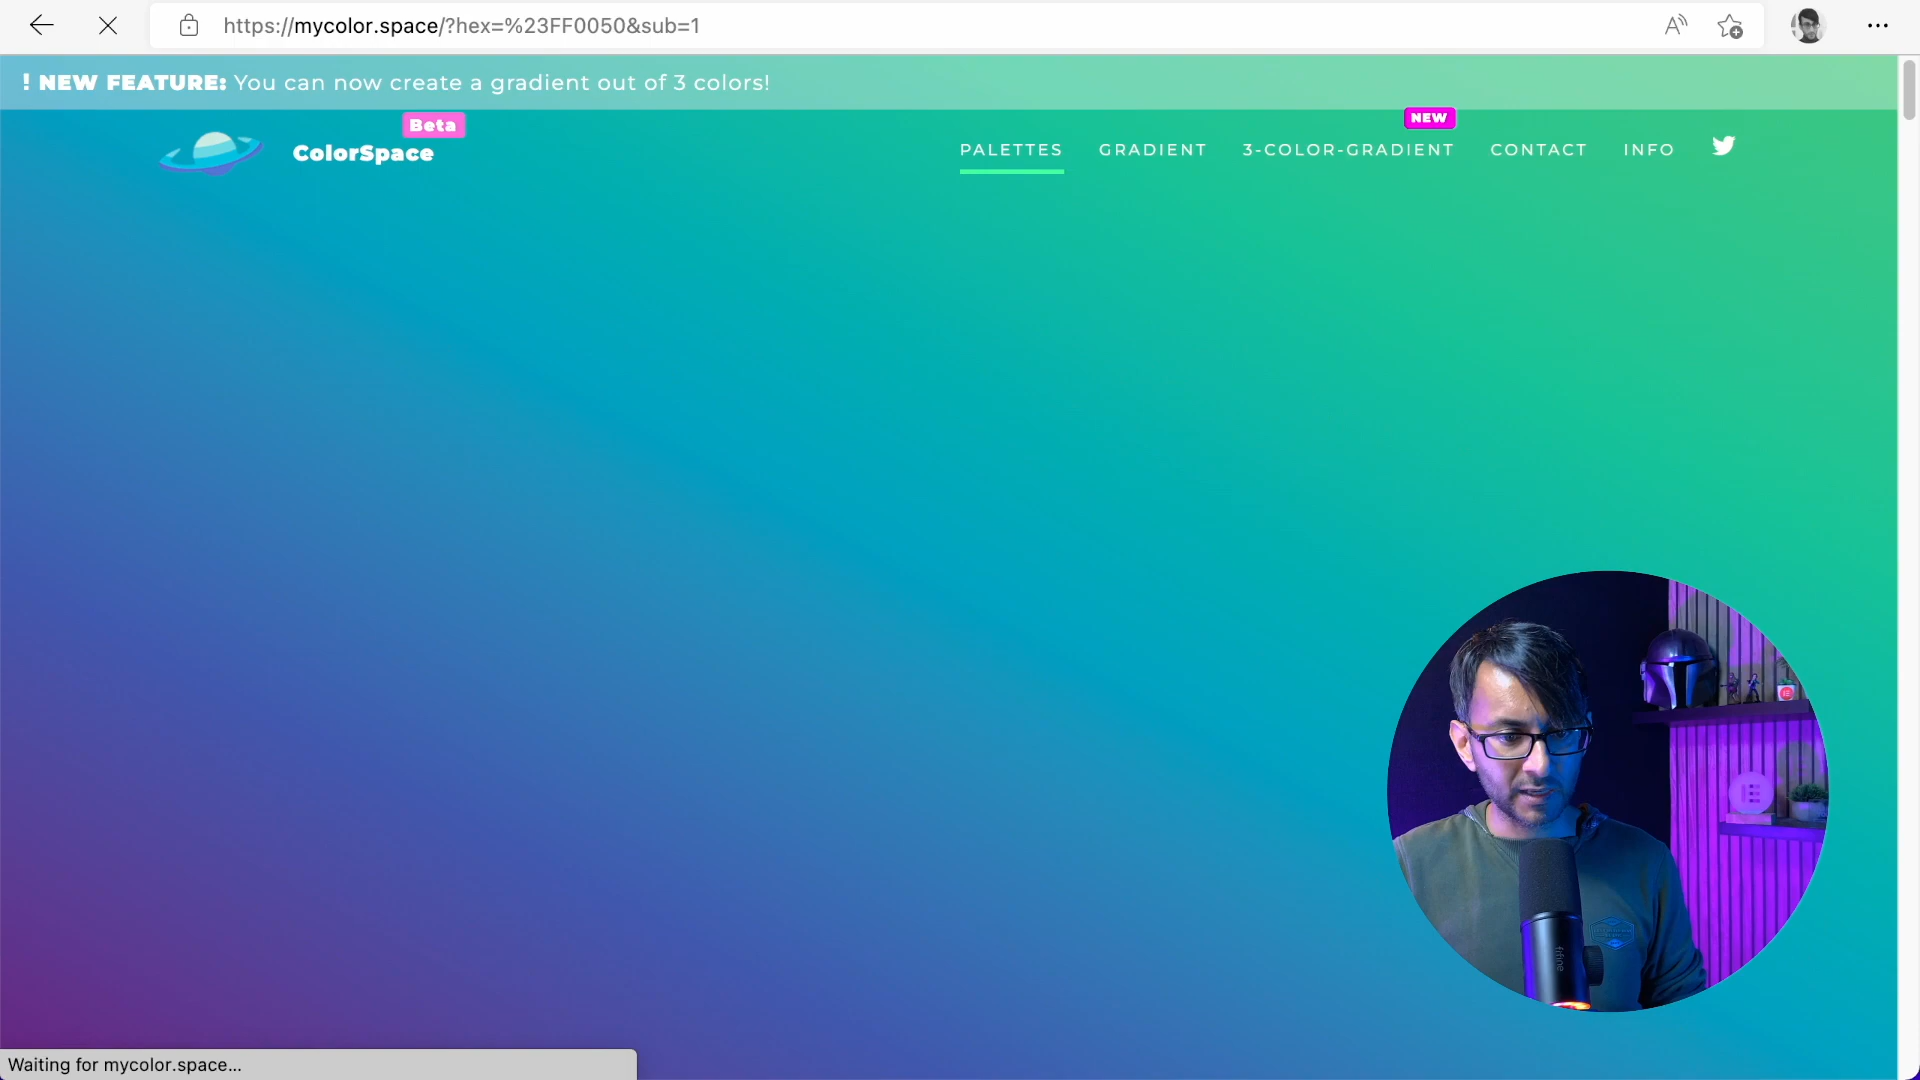 https://mycolor.space/?hex=%23FF0050&sub=1
! NEW FEATURE: You can now create a gradient out of 3 colors!
Beta
ColorSpace
NEW
PALETTES GRADIENT 3-COLOR-GRADIENT CONTACT INFO
fifine
Waiting for mycolor.space...